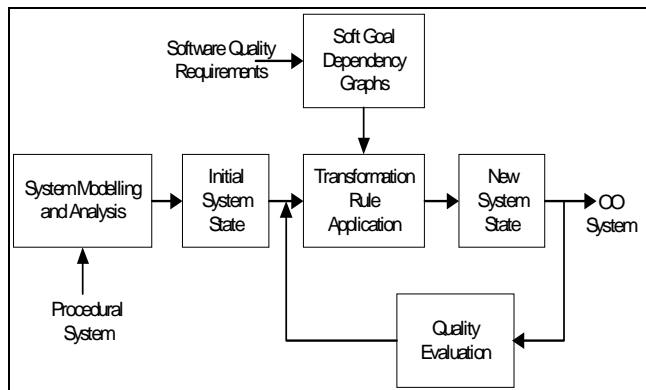 Software Quality
Requirements
Soft Goal
Dependency
Graphs
System Modelling
and Analysis
Initial
System
State
Transformation
Rule
Application
New
System
State
OO
System
Procedural
System
Quality
Evaluation